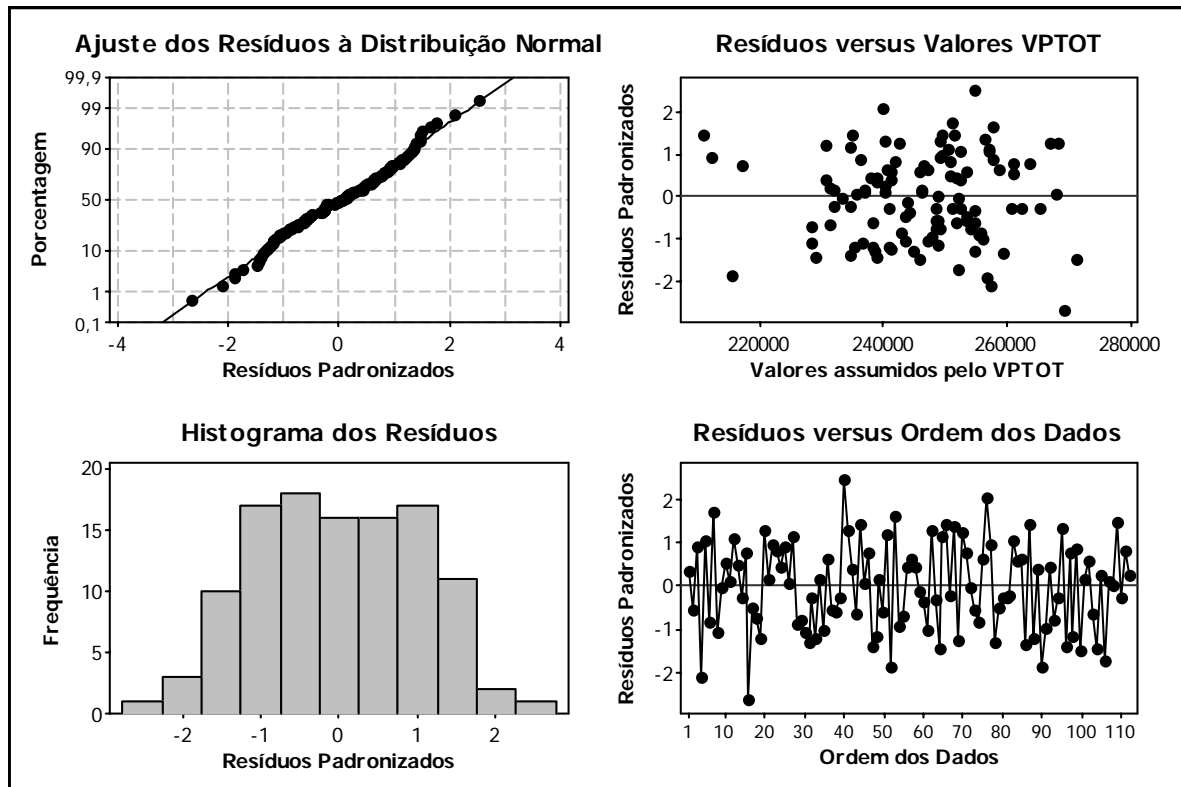 Ajuste dos Resíduos à Distribuição Normal
99,9
99
90
50
10
1
0,1
Porcentagem
-4 -2 0 2 4
Resíduos Padronizados
Resíduos versus Valores VPTOT
2
1
0
-1
-2
Resíduos Padronizados
220000 240000 260000 280000
Valores assumidos pelo VPTOT
Histograma dos Resíduos
20
15
10
5
0
Frequência
-2 -1 0 1 2
Resíduos Padronizados
Resíduos versus Ordem dos Dados
2
1
0
-1
-2
Resíduos Padronizados
1 10 20 30 40 50 60 70 80 90 100 110
Ordem dos Dados